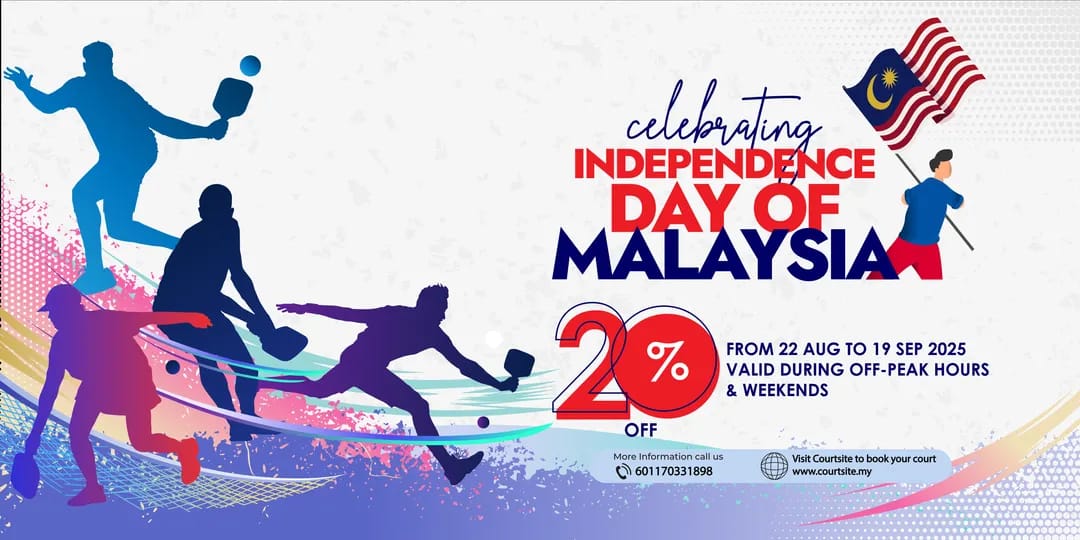 celebrating
INDEPENDENCE
DAY OF
MALAYSIA
20%
OFF
FROM 22 AUG TO 19 SEP 2025
VALID DURING OFF-PEAK HOURS
& WEEKENDS
More Information call us
601170331898
Visit Courtsite to book your court
www.courtsite.my